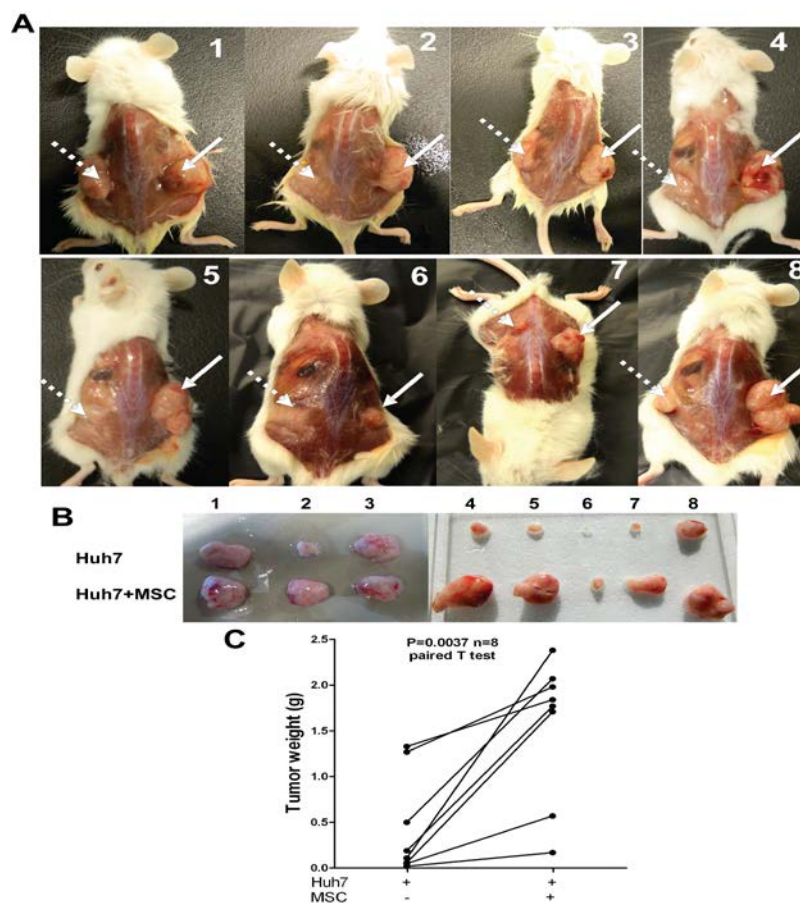 A
1 2 3 4
5 6 7 8
B
1 2 3 4 5 6 7 8
Huh7
Huh7+MSC
C
P=0.0037 n=8
paired T test
Tumor weight (g)
2.5
2.0
1.5
1.0
0.5
0.0
Huh7 + +
MSC - +